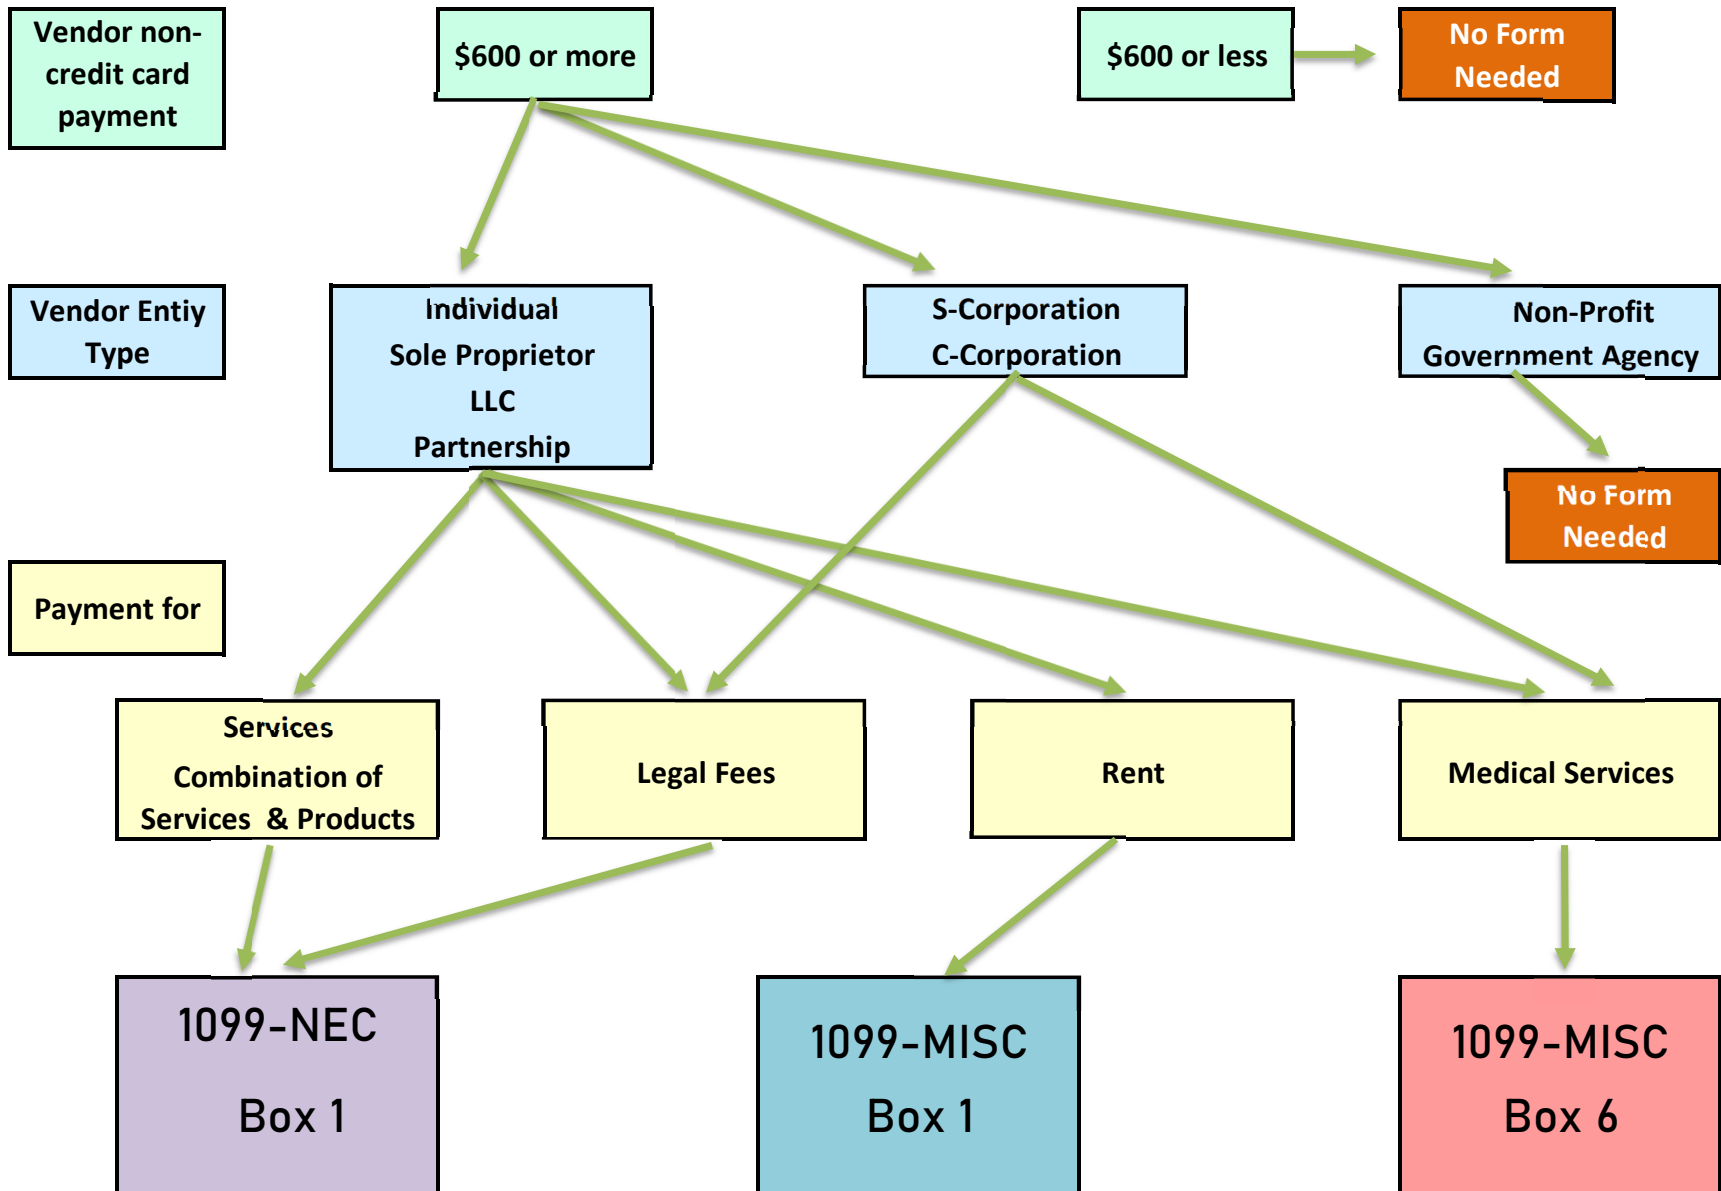 Vendor non-
credit card
payment
$600 or more
$600 or less
No Form
Needed
Vendor Entiy
Type
Individual
Sole Proprietor
LLC
Partnership
S-Corporation
C-Corporation
Non-Profit
Government Agency
No Form
Needed
Payment for
Services
Combination of
Services & Products
Legal Fees
Rent
Medical Services
1099-NEC
Box 1
1099-MISC
Box 1
1099-MISC
Box 6